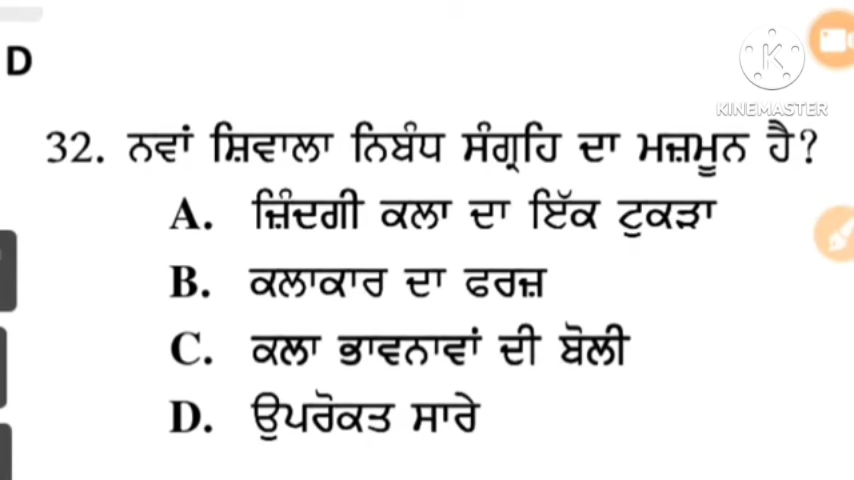 D
KINEMASTER
32. ਨਵਾਂ ਸ਼ਿਵਾਲਾ ਨਿਬੰਧ ਸੰਗ੍ਰਹਿ ਦਾ ਮਜ਼ਮੂਨ ਹੈ?
A. ਜ਼ਿੰਦਗੀ ਕਲਾ ਦਾ ਇੱਕ ਟੁਕੜਾ
B. ਕਲਾਕਾਰ ਦਾ ਫਰਜ਼
C. ਕਲਾ ਭਾਵਨਾਵਾਂ ਦੀ ਬੋਲੀ
D. ਉਪਰੋਕਤ ਸਾਰੇ